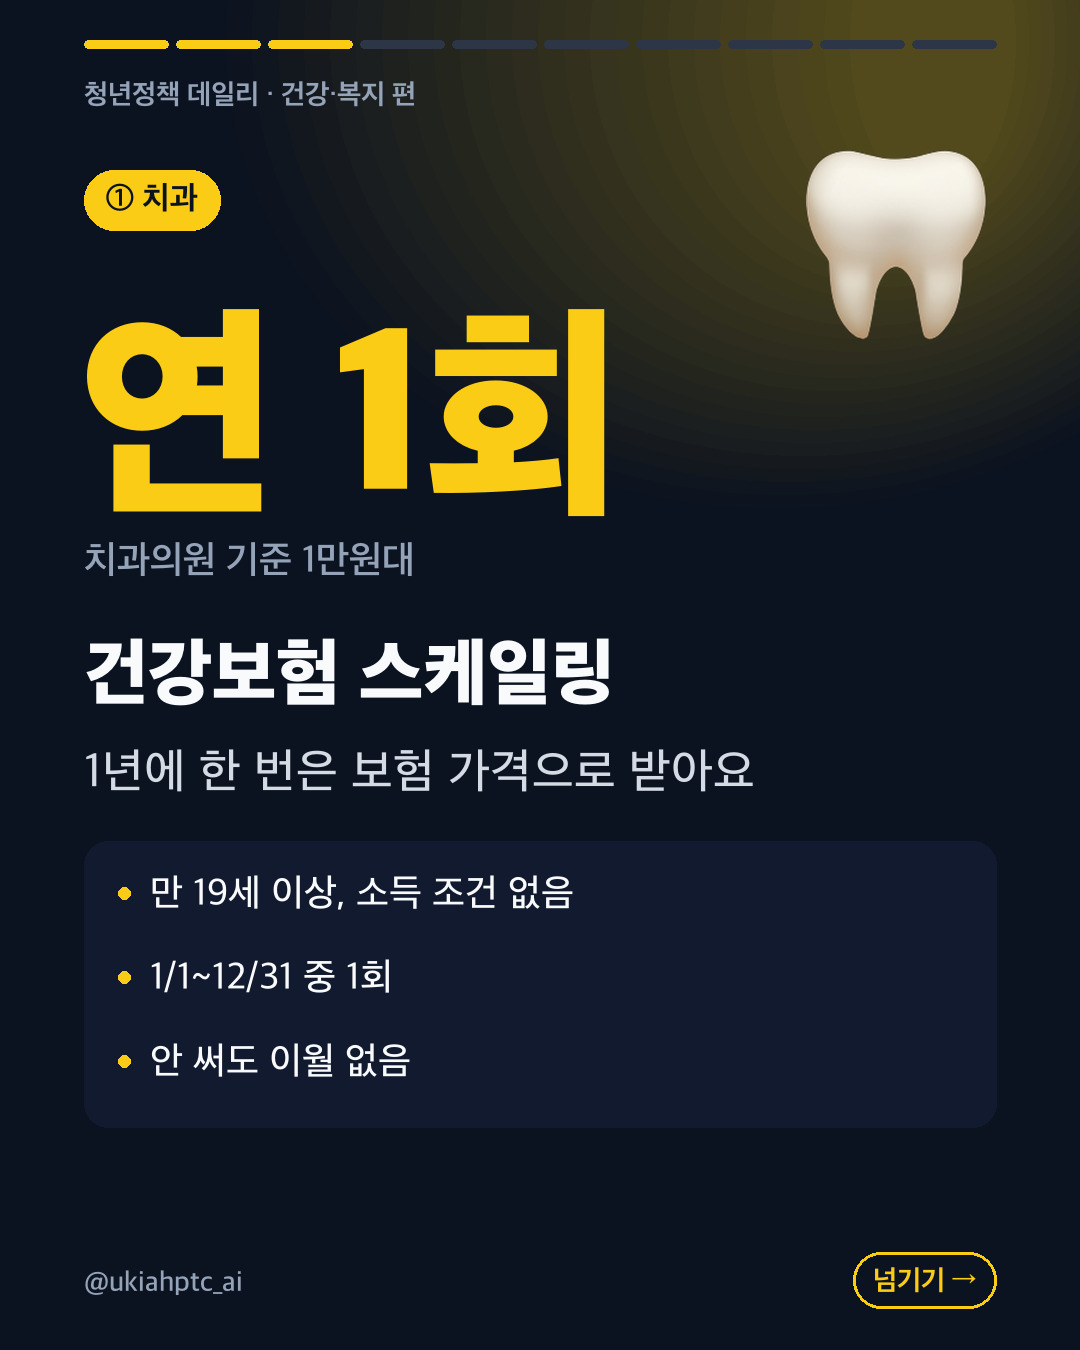 청년정책 데일리 · 건강·복지 편
① 치과
연 1회
치과의원 기준 1만원대
건강보험 스케일링
1년에 한 번은 보험 가격으로 받아요
• 만 19세 이상, 소득 조건 없음
• 1/1~12/31 중 1회
• 안 써도 이월 없음
@ukiahptc_ai
넘기기 →